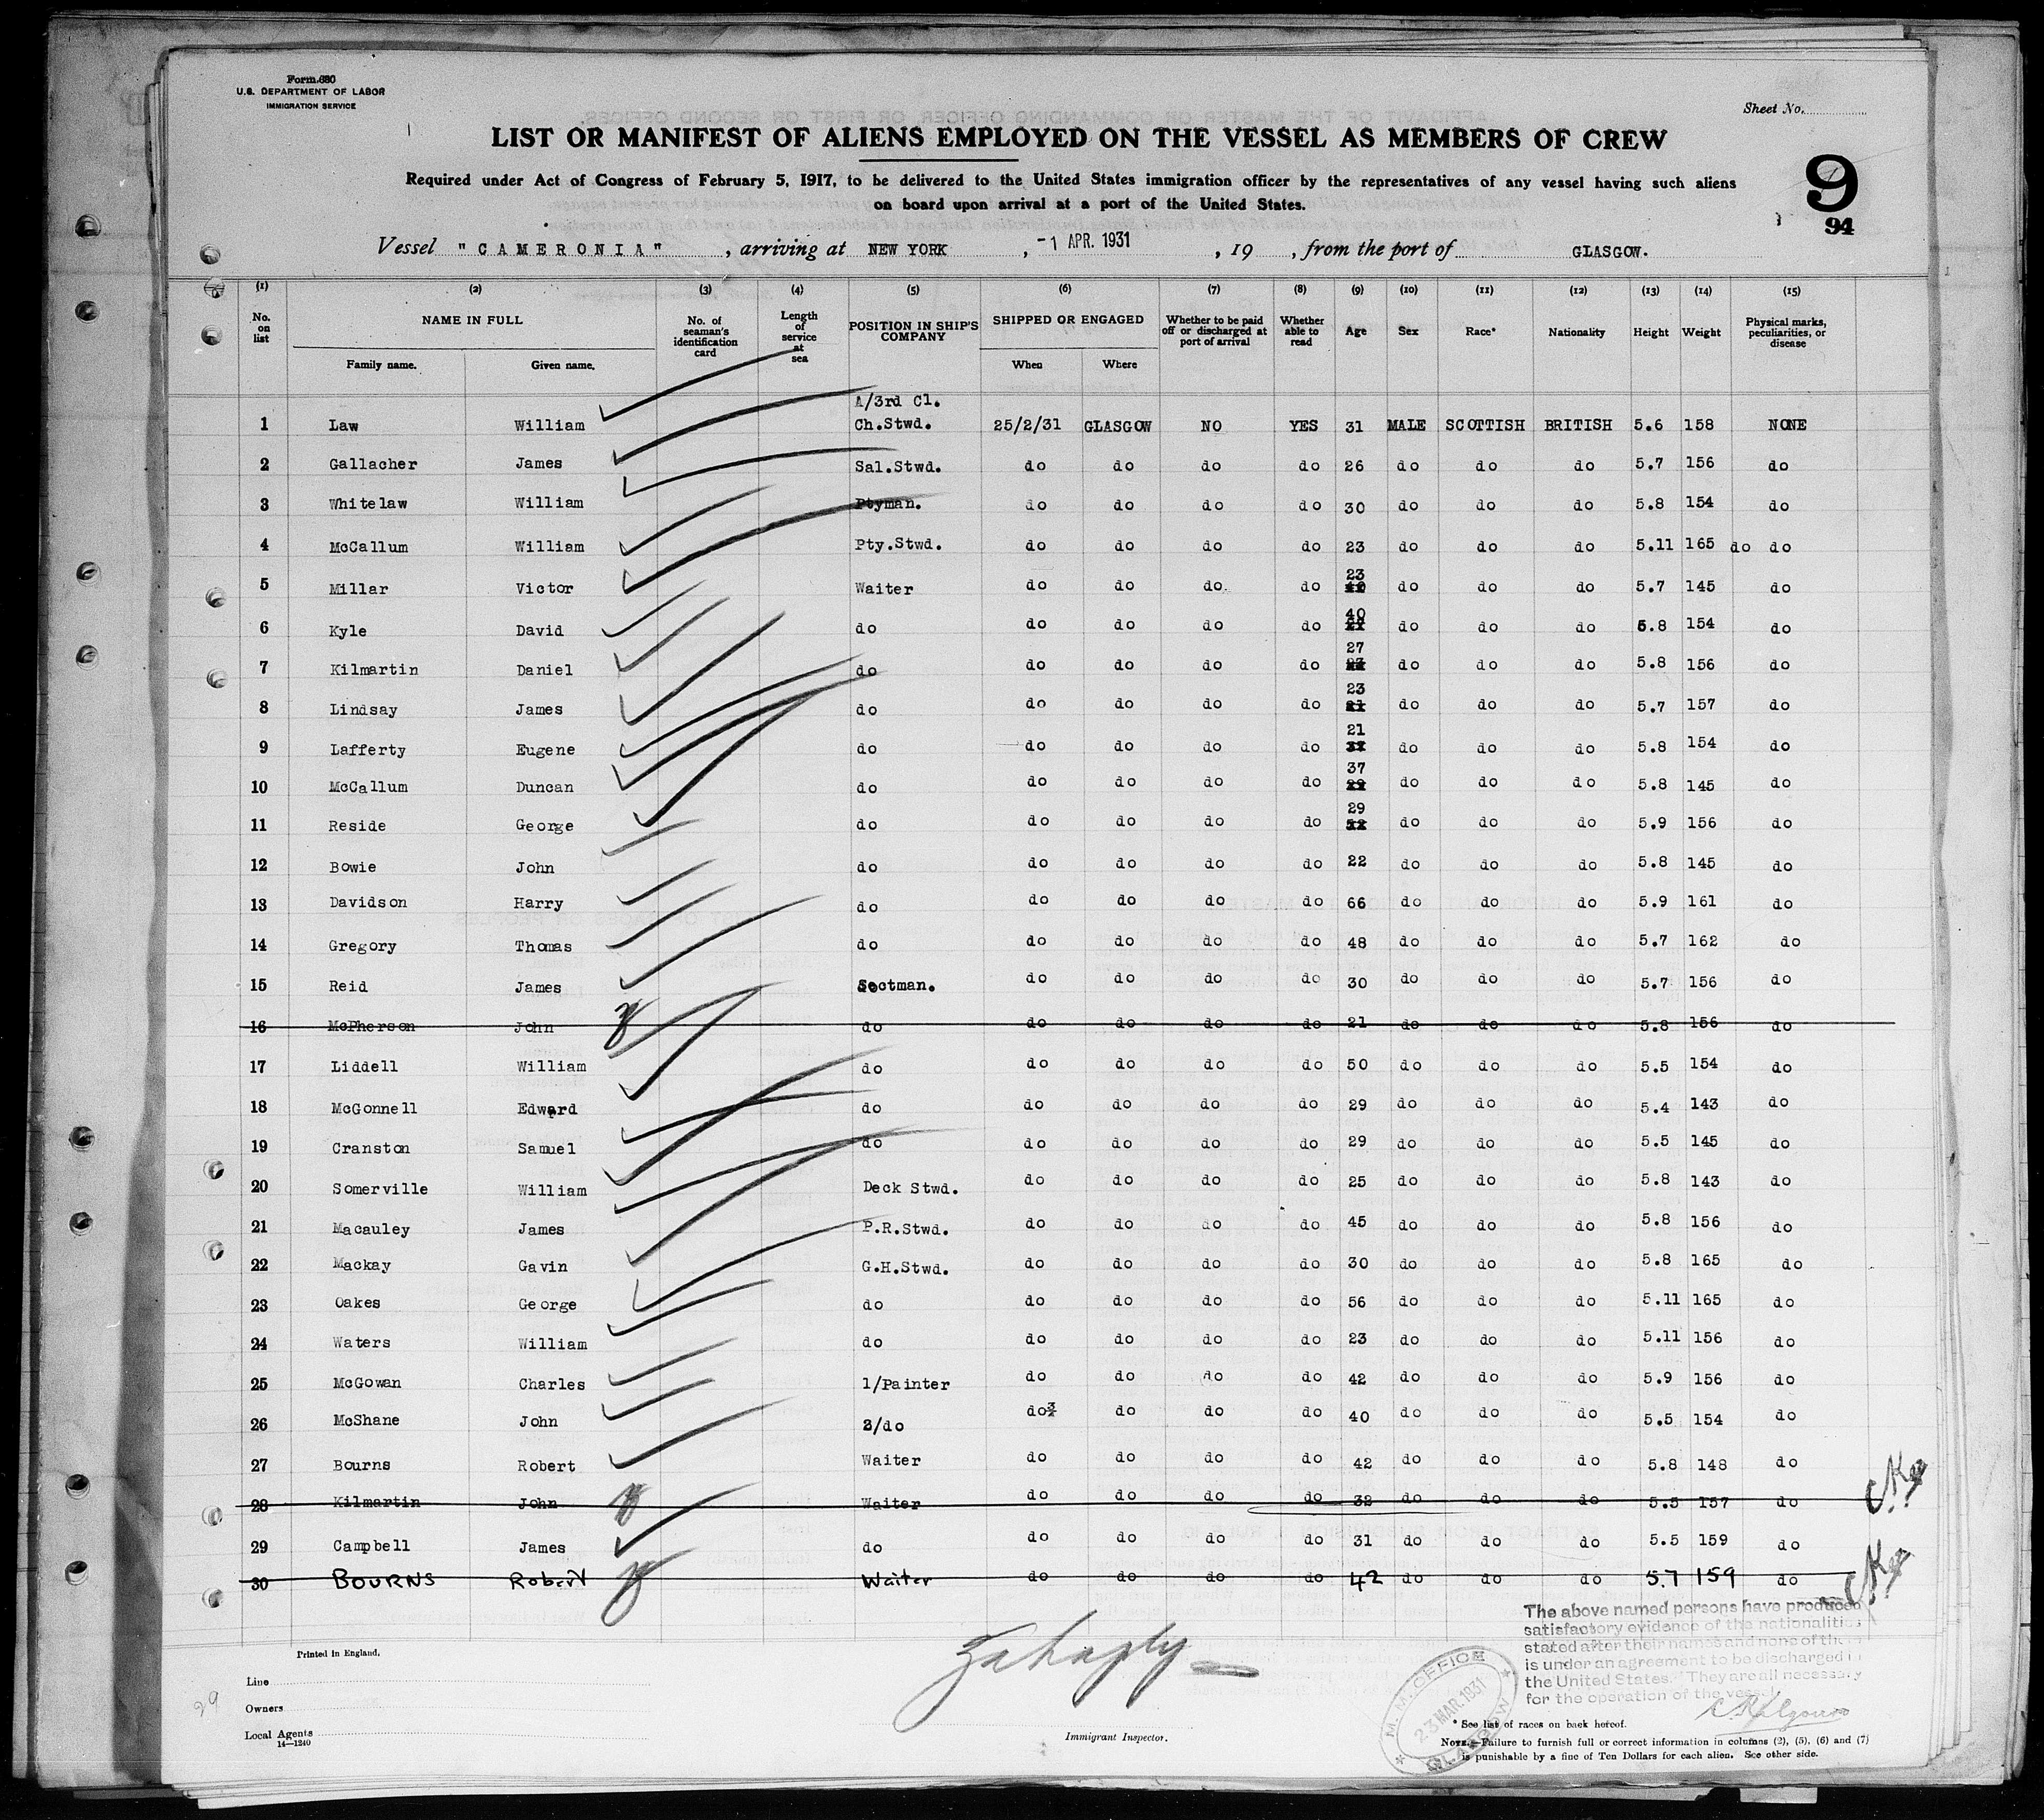 Form 680
U.S. DEPARTMENT OF LABOR
IMMIGRATION SERVICE
Sheet No.
LIST OR MANIFEST OF ALIENS EMPLOYED ON THE VESSEL AS MEMBERS OF CREW
Required under Act of Congress of February 5, 1917, to be delivered to the United States immigration officer by the representatives of any vessel having such aliens
on board upon arrival at a port of the United States.
9
94
Vessel "CAMERONIA", arriving at NEW YORK, -1 APR. 1931, 19 , from the port of GLASGOW.
(1) (2) (3) (4) (5) (6) (7) (8) (9) (10) (11) (12) (13) (14) (15)
No. on list NAME IN FULL Family name. Given name. No. of seaman's identification card Length of service at sea POSITION IN SHIP'S COMPANY SHIPPED OR ENGAGED When Where Whether to be paid off or discharged at port of arrival Whether able to read Age Sex Race* Nationality Height Weight Physical marks, peculiarities, or disease
1 Law William A/3rd Cl. Ch.Stwd. 25/2/31 GLASGOW NO YES 31 MALE SCOTTISH BRITISH 5.6 158 NONE
2 Gallacher James Sal.Stwd. do do do do 26 do do do 5.7 156 do
3 Whitelaw William Ptyman. do do do do 30 do do do 5.8 154 do
4 McCallum William Pty.Stwd. do do do do 23 do do do 5.11 165 do do
5 Millar Victor Waiter do do do do 23 do do do 5.7 145 do
6 Kyle David do do do do do 40 do do do 5.8 154 do
7 Kilmartin Daniel do do do do do 27 do do do 5.8 156 do
8 Lindsay James do do do do do 23 do do do 5.7 157 do
9 Lafferty Eugene do do do do do 21 do do do 5.8 154 do
10 McCallum Duncan do do do do do 37 do do do 5.8 145 do
11 Reside George do do do do do 29 do do do 5.9 156 do
12 Bowie John do do do do do 22 do do do 5.8 145 do
13 Davidson Harry do do do do do 66 do do do 5.9 161 do
14 Gregory Thomas do do do do do 48 do do do 5.7 162 do
15 Reid James Sectman. do do do do 30 do do do 5.7 156 do
16 McPherson John do do do do do 21 do do do 5.8 156 do
17 Liddell William do do do do do 50 do do do 5.5 154 do
18 McGonnell Edward do do do do do 29 do do do 5.4 143 do
19 Cranston Samuel do do do do do 29 do do do 5.5 145 do
20 Somerville William Deck Stwd. do do do do 25 do do do 5.8 143 do
21 Macauley James P.R.Stwd. do do do do 45 do do do 5.8 156 do
22 Mackay Gavin G.H.Stwd. do do do do 30 do do do 5.8 165 do
23 Oakes George do do do do do 56 do do do 5.11 165 do
24 Waters William do do do do do 23 do do do 5.11 156 do
25 McGowan Charles 1/Painter do do do do 42 do do do 5.9 156 do
26 McShane John 2/do do do do do 40 do do do 5.5 154 do
27 Bourns Robert Waiter do do do do 42 do do do 5.8 148 do
28 Kilmartin John Waiter do do do do 32 do do do 5.5 157 do
29 Campbell James do do do do do 31 do do do 5.5 159 do
30 BOURNS Robert Waiter do do do do 42 do do do 5.7 159 do
The above named persons have produced
satisfactory evidence of the nationalities
stated after their names and none of them
is under an agreement to be discharged in
the United States. They are all necessary
for the operation of the vessel
M.M. OFFICE
23 MAR. 1931
GLASGOW
Printed in England.
Line
Owners
Local Agents
14—1240
29
Immigrant Inspector.
* See list of races on back hereof.
NOTE.—Failure to furnish full or correct information in columns (2), (5), (6) and (7)
is punishable by a fine of Ten Dollars for each alien. See other side.